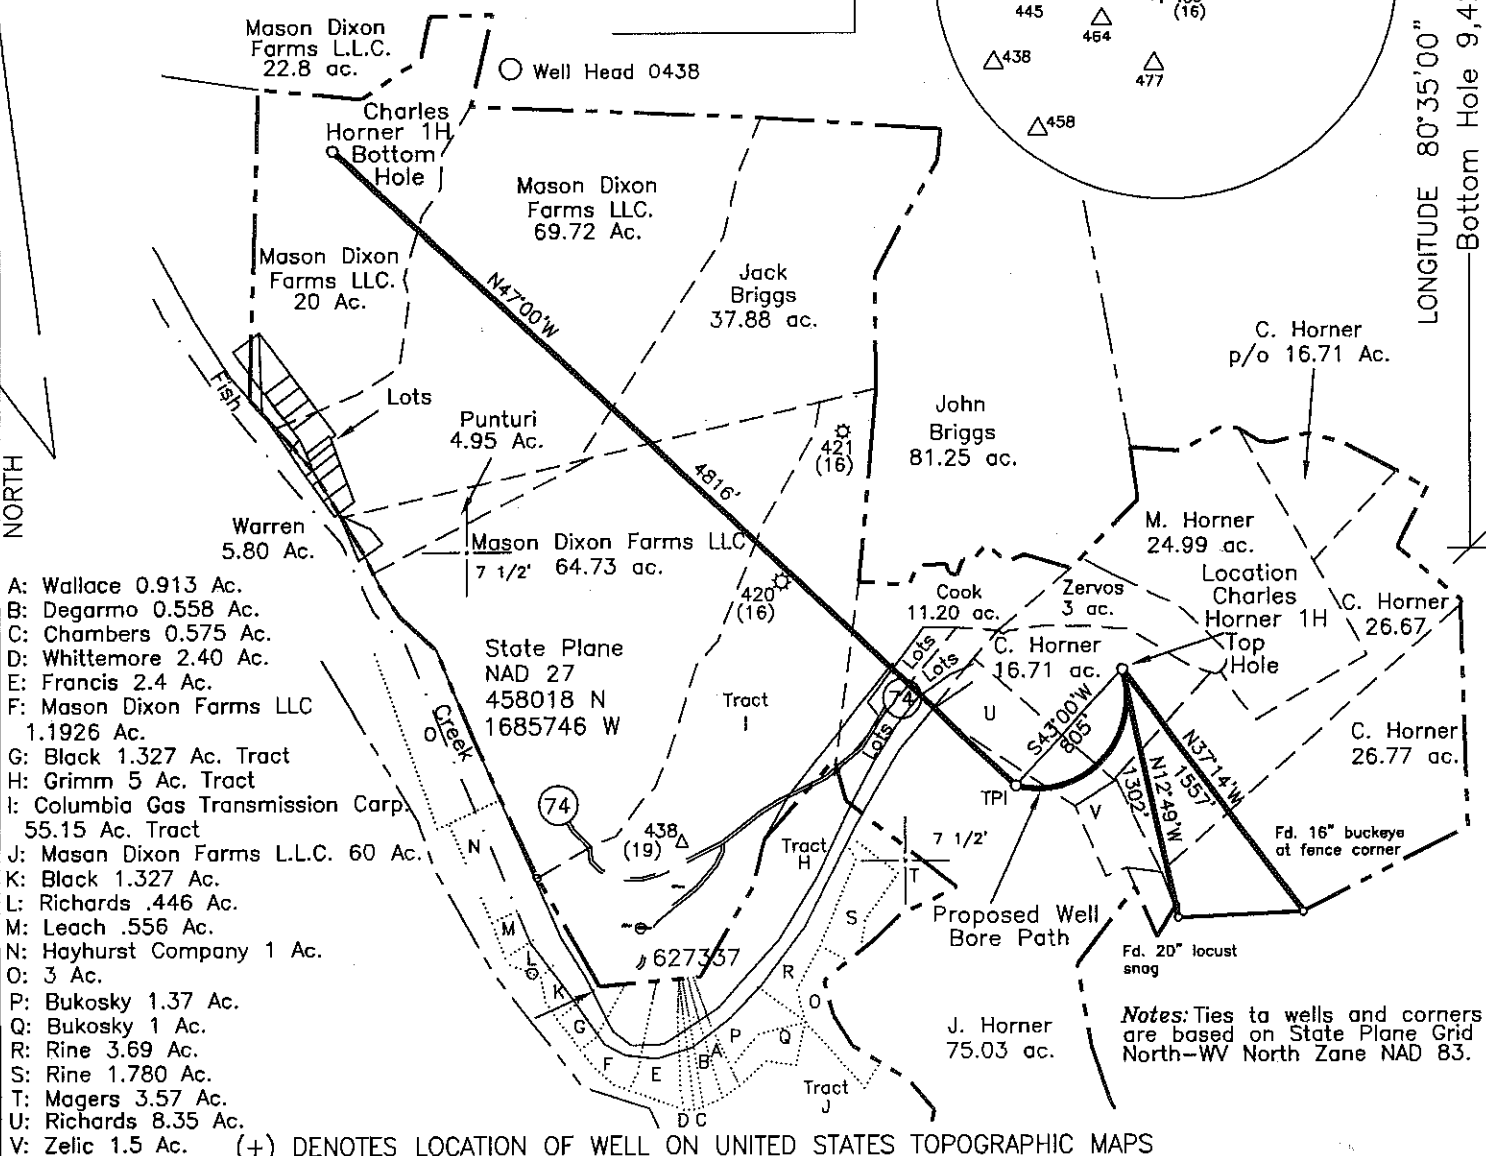 Mason Dixon
Farms L.L.C.
22.8 ac.
Well Head 0438
445
(16)
464
438
477
458
LONGITUDE 80°35'00"
Bottom Hole 9,4
Charles
Horner 1H
Bottom
Hole
Mason Dixon
Farms LLC.
69.72 Ac.
Mason Dixon
Farms LLC.
20 Ac.
N47°00'W
Jack
Briggs
37.88 ac.
C. Horner
p/o 16.71 Ac.
Fish
Lots
Punturi
4.95 Ac.
4816'
421
(16)
John
Briggs
81.25 ac.
NORTH
Warren
5.80 Ac.
Mason Dixon Farms LLC
7 1/2' 64.73 ac.
420
(16)
M. Horner
24.99 ac.
Location
Charles
Horner 1H
Top
Hole
Cook
11.20 ac.
Zervos
3 ac.
C. Horner
26.67
C. Horner
16.71 ac.
Lots
Lots
Lots
74
State Plane
NAD 27
458018 N
1685746 W
Tract
I
U
S43°00'W
805'
N37°14'W
1557'
N12°49'W
1302'
C. Horner
26.77 ac.
TPI
V
Fd. 16" buckeye
at fence corner
Creek
O
74
438
(19)
N
Tract
H
7 1/2'
T
S
Proposed Well
Bore Path
Fd. 20" locust
snag
M
L
K
G
F
E
D C
B
A
P
Q
R
O
627337
Tract
J
J. Horner
75.03 ac.
Notes: Ties ta wells and corners
are based on State Plane Grid
North-WV North Zane NAD 83.
A: Wallace 0.913 Ac.
B: Degarmo 0.558 Ac.
C: Chambers 0.575 Ac.
D: Whittemore 2.40 Ac.
E: Francis 2.4 Ac.
F: Mason Dixon Farms LLC
1.1926 Ac.
G: Black 1.327 Ac. Tract
H: Grimm 5 Ac. Tract
I: Columbia Gas Transmission Carp.
55.15 Ac. Tract
J: Masan Dixon Farms L.L.C. 60 Ac.
K: Black 1.327 Ac.
L: Richards .446 Ac.
M: Leach .556 Ac.
N: Hayhurst Company 1 Ac.
O: 3 Ac.
P: Bukosky 1.37 Ac.
Q: Bukosky 1 Ac.
R: Rine 3.69 Ac.
S: Rine 1.780 Ac.
T: Magers 3.57 Ac.
U: Richards 8.35 Ac.
V: Zelic 1.5 Ac.
(+) DENOTES LOCATION OF WELL ON UNITED STATES TOPOGRAPHIC MAPS